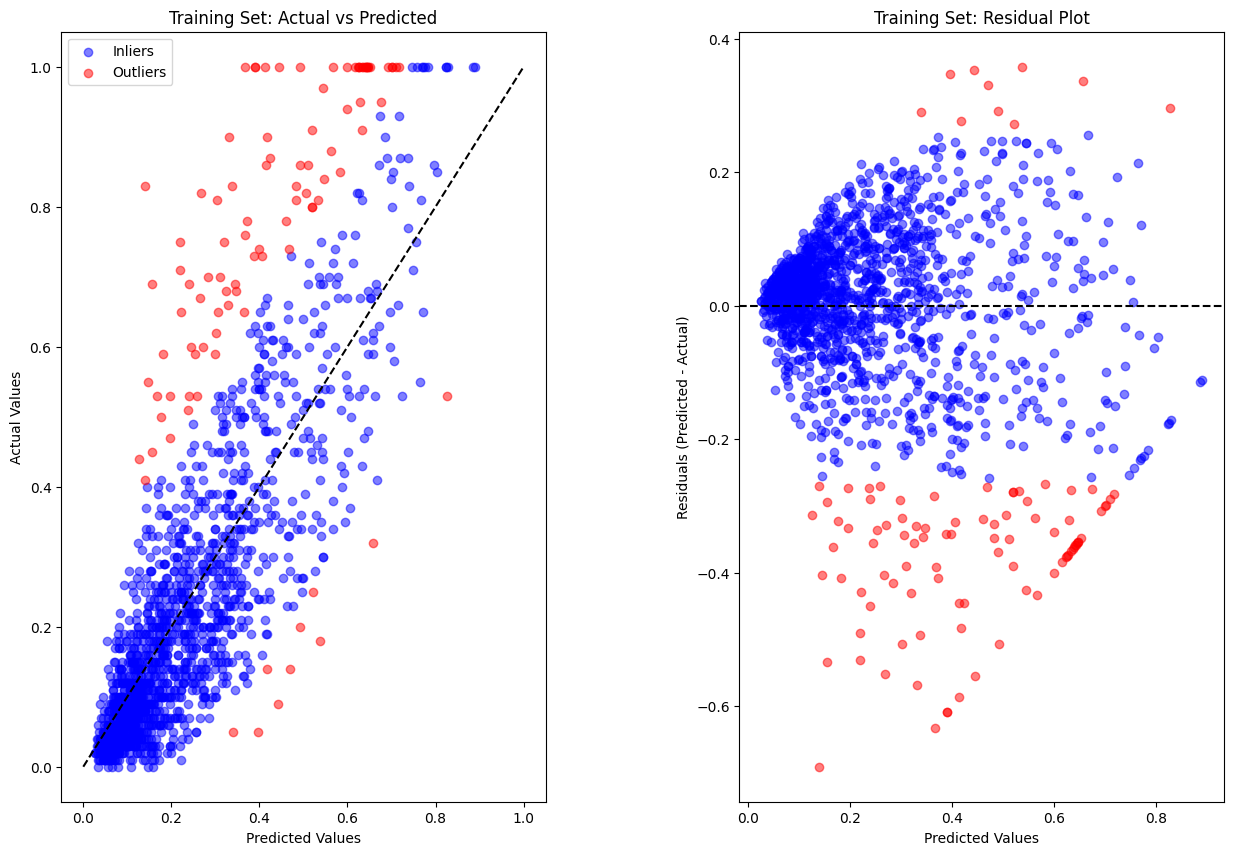 Training Set: Actual vs Predicted
Inliers
Outliers
1.0
0.8
0.6
0.4
0.2
0.0
Actual Values
0.0 0.2 0.4 0.6 0.8 1.0
Predicted Values
Training Set: Residual Plot
0.4
0.2
0.0
−0.2
−0.4
−0.6
Residuals (Predicted - Actual)
0.0 0.2 0.4 0.6 0.8
Predicted Values